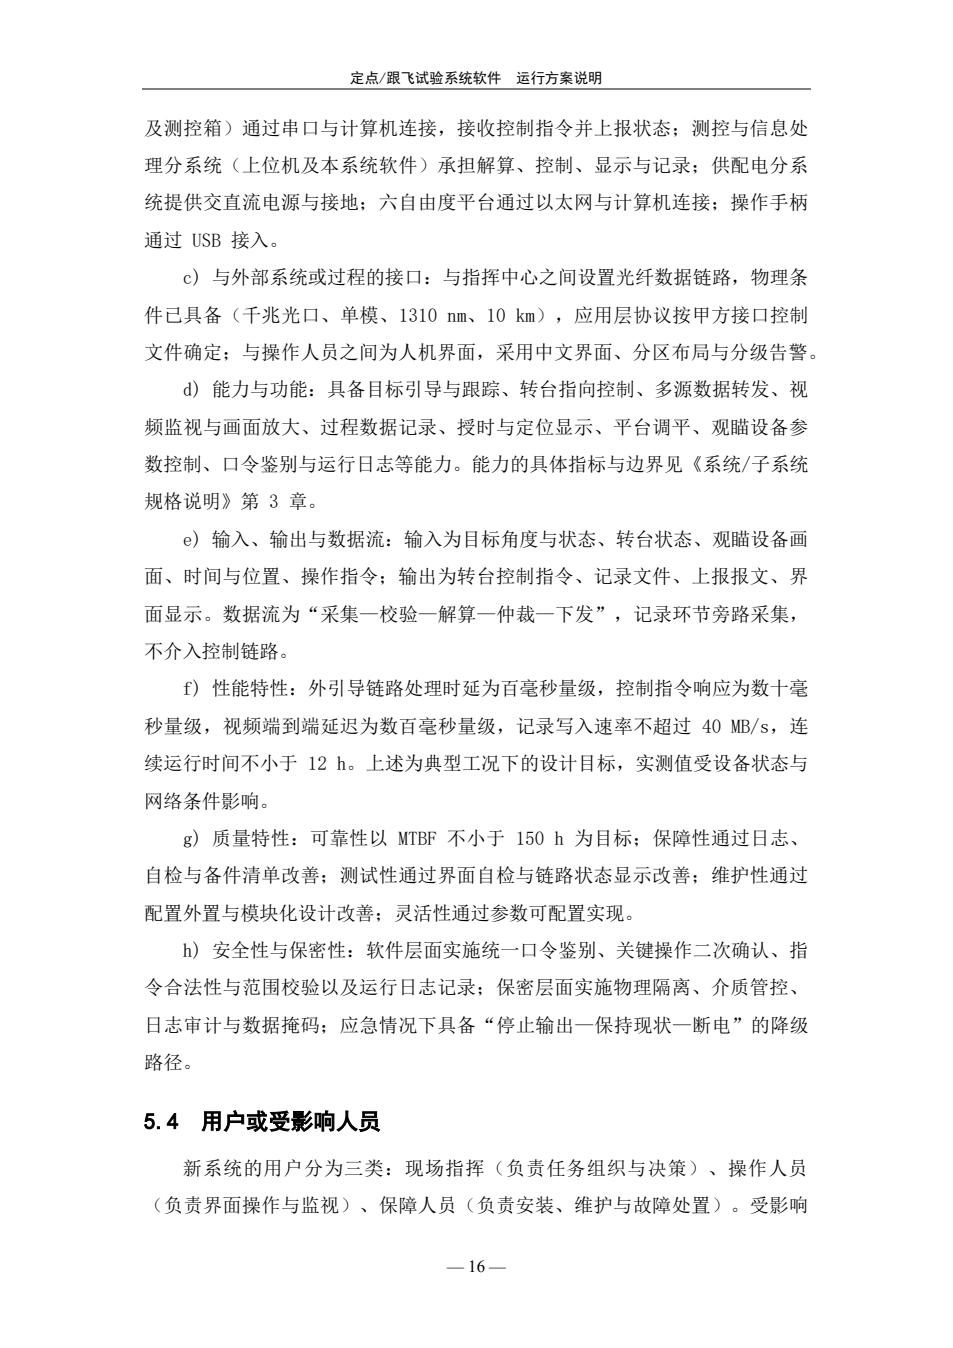 定点/跟飞试验系统软件　运行方案说明
及测控箱）通过串口与计算机连接，接收控制指令并上报状态；测控与信息处
理分系统（上位机及本系统软件）承担解算、控制、显示与记录；供配电分系
统提供交直流电源与接地；六自由度平台通过以太网与计算机连接；操作手柄
通过 USB 接入。
c) 与外部系统或过程的接口：与指挥中心之间设置光纤数据链路，物理条
件已具备（千兆光口、单模、1310 nm、10 km），应用层协议按甲方接口控制
文件确定；与操作人员之间为人机界面，采用中文界面、分区布局与分级告警。
d) 能力与功能：具备目标引导与跟踪、转台指向控制、多源数据转发、视
频监视与画面放大、过程数据记录、授时与定位显示、平台调平、观瞄设备参
数控制、口令鉴别与运行日志等能力。能力的具体指标与边界见《系统/子系统
规格说明》第 3 章。
e) 输入、输出与数据流：输入为目标角度与状态、转台状态、观瞄设备画
面、时间与位置、操作指令；输出为转台控制指令、记录文件、上报报文、界
面显示。数据流为“采集—校验—解算—仲裁—下发”，记录环节旁路采集，
不介入控制链路。
f) 性能特性：外引导链路处理时延为百毫秒量级，控制指令响应为数十毫
秒量级，视频端到端延迟为数百毫秒量级，记录写入速率不超过 40 MB/s，连
续运行时间不小于 12 h。上述为典型工况下的设计目标，实测值受设备状态与
网络条件影响。
g) 质量特性：可靠性以 MTBF 不小于 150 h 为目标；保障性通过日志、
自检与备件清单改善；测试性通过界面自检与链路状态显示改善；维护性通过
配置外置与模块化设计改善；灵活性通过参数可配置实现。
h) 安全性与保密性：软件层面实施统一口令鉴别、关键操作二次确认、指
令合法性与范围校验以及运行日志记录；保密层面实施物理隔离、介质管控、
日志审计与数据掩码；应急情况下具备“停止输出—保持现状—断电”的降级
路径。
5.4　用户或受影响人员
新系统的用户分为三类：现场指挥（负责任务组织与决策）、操作人员
（负责界面操作与监视）、保障人员（负责安装、维护与故障处置）。受影响
— 16 —